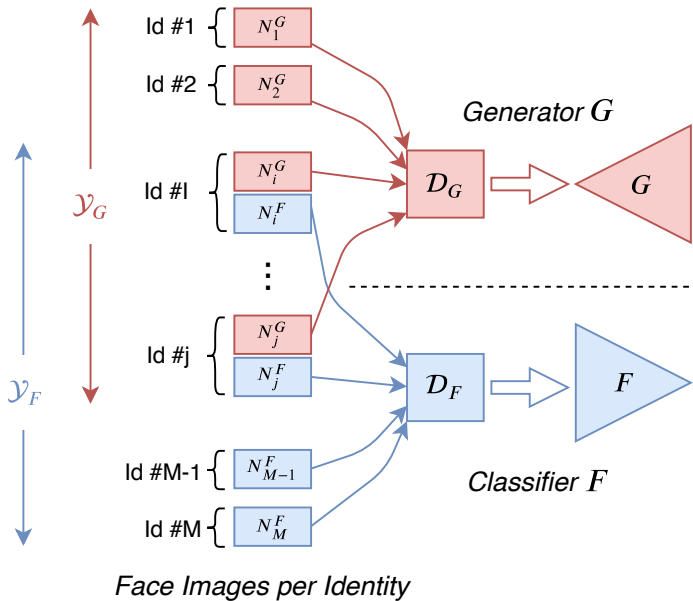 Id #1
N_1^G
Id #2
N_2^G
Generator G
Id #I
N_i^G
N_i^F
D_G
G
Y_G
...
Id #j
N_j^G
N_j^F
Y_F
D_F
F
Id #M-1
N_{M-1}^F
Classifier F
Id #M
N_M^F
Face Images per Identity